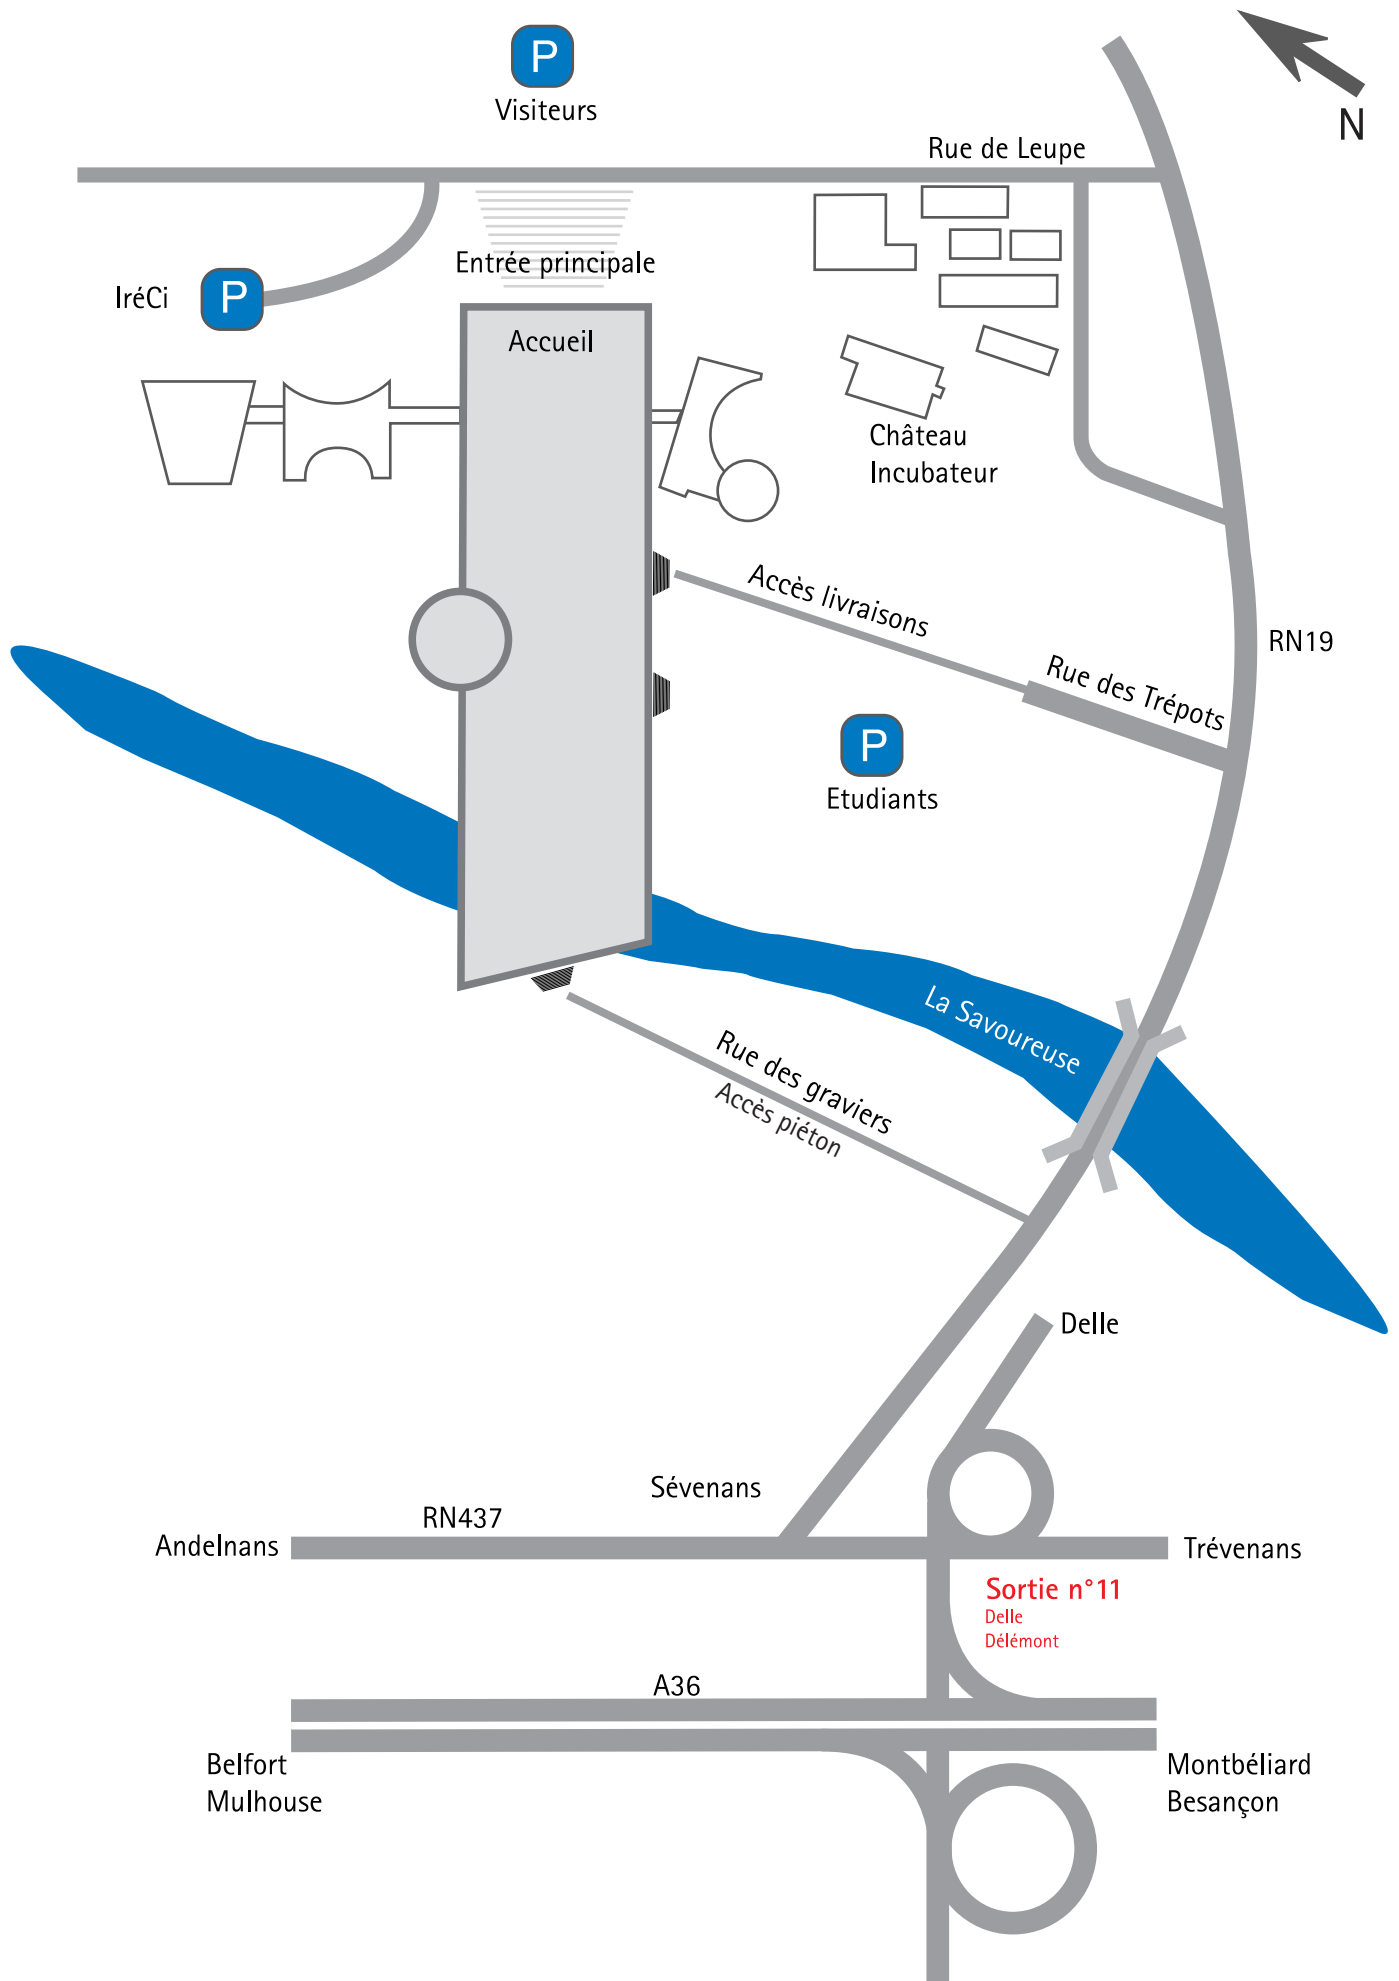 P
Visiteurs
N
Rue de Leupe
Entrée principale
IréCi
P
Accueil
Château
Incubateur
Accès livraisons
RN19
Rue des Trépots
P
Etudiants
La Savoureuse
Rue des graviers
Accès piéton
Delle
Sévenans
RN437
Andelnans
Trévenans
Sortie n°11
Delle
Délémont
A36
Belfort
Mulhouse
Montbéliard
Besançon